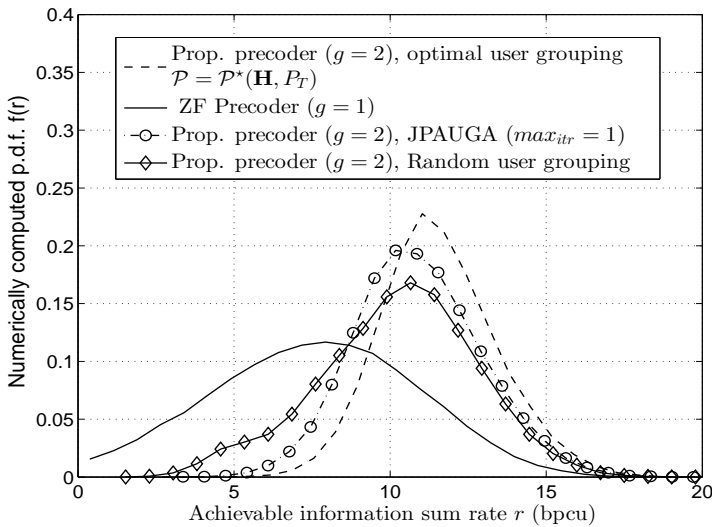 0.4
0.35
0.3
0.25
0.2
0.15
0.1
0.05
0
Numerically computed p.d.f. f(r)
Prop. precoder (g = 2), optimal user grouping
𝒫 = 𝒫⋆(𝐇, P_T)
ZF Precoder (g = 1)
Prop. precoder (g = 2), JPAUGA (max_{itr} = 1)
Prop. precoder (g = 2), Random user grouping
0 5 10 15 20
Achievable information sum rate r (bpcu)